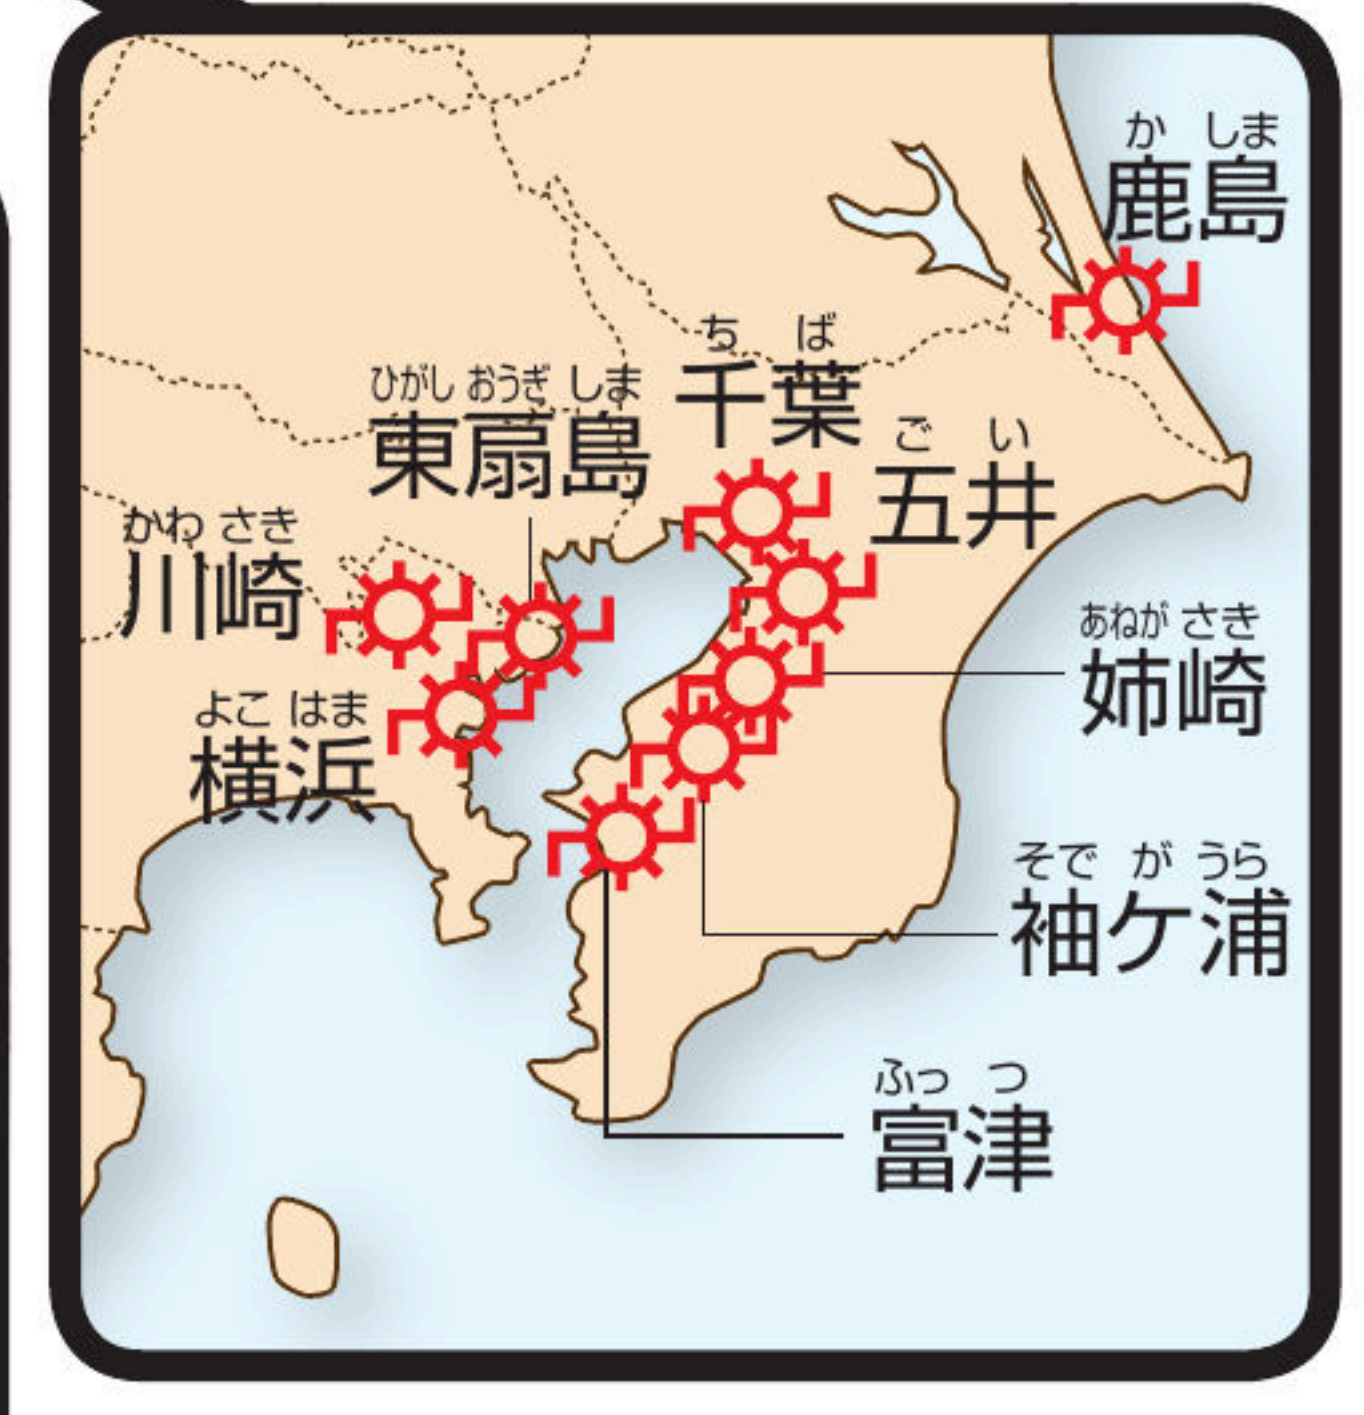 か しま
鹿島
ち ば
千葉
ひがし おうぎ しま
東扇島
ご い
五井
かわ さき
川崎
あねが さき
姉崎
よこ はま
横浜
そで が うら
袖ケ浦
ふっ つ
富津